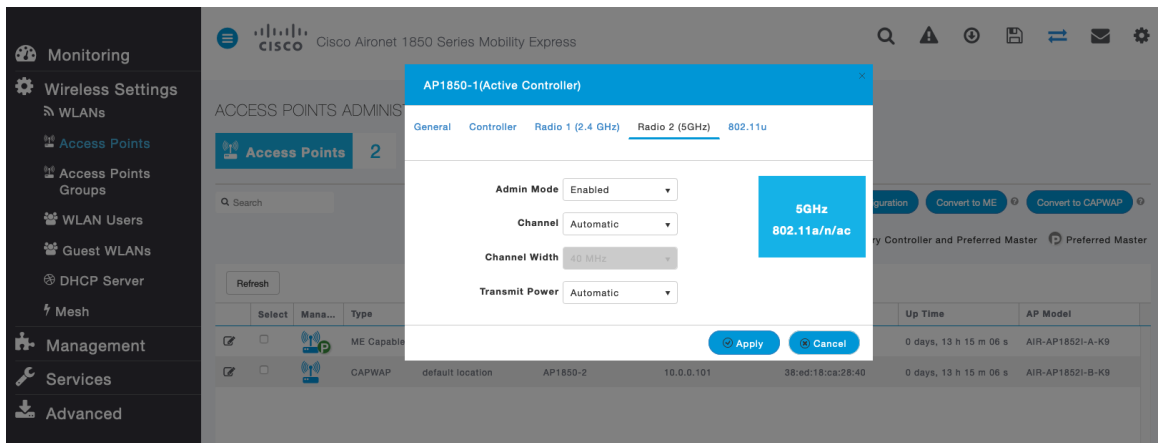 Monitoring
Wireless Settings
WLANs
Access Points
Access Points
Groups
WLAN Users
Guest WLANs
DHCP Server
Mesh
Management
Services
Advanced
CISCO Cisco Aironet 1850 Series Mobility Express
ACCESS POINTS ADMINIS
Access Points 2
Search
guration Convert to ME Convert to CAPWAP
ry Controller and Preferred Master Preferred Master
Refresh
Select Mana... Type Up Time AP Model
P ME Capable 0 days, 13 h 15 m 06 s AIR-AP1852I-A-K9
CAPWAP default location AP1850-2 10.0.0.101 38:ed:18:ca:28:40 0 days, 13 h 15 m 06 s AIR-AP1852I-B-K9
AP1850-1(Active Controller)
General Controller Radio 1 (2.4 GHz) Radio 2 (5GHz) 802.11u
Admin Mode Enabled
Channel Automatic
Channel Width 40 MHz
Transmit Power Automatic
5GHz
802.11a/n/ac
Apply Cancel